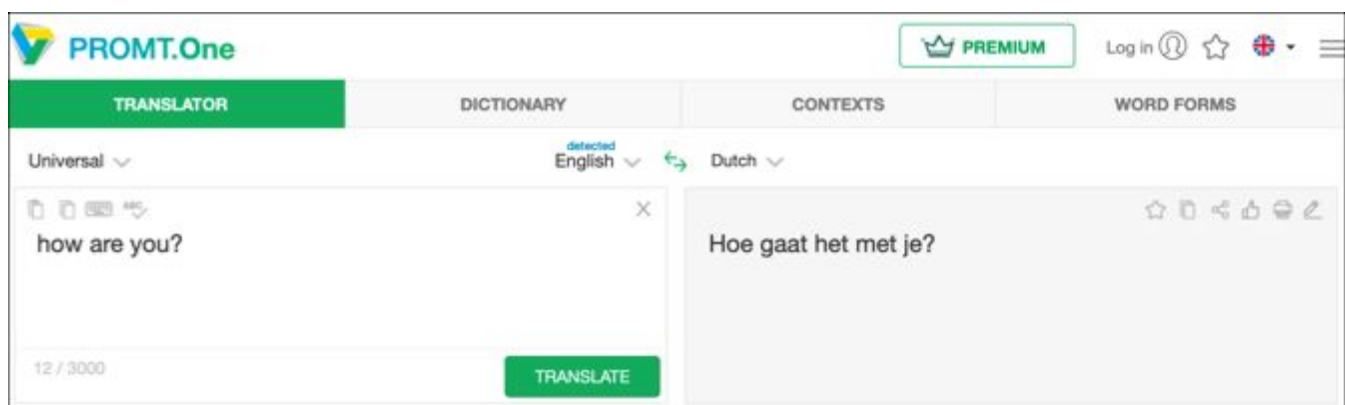 PROMT.One
PREMIUM
Log in
TRANSLATOR DICTIONARY CONTEXTS WORD FORMS
Universal
detected
English
Dutch
ABC
how are you?
Hoe gaat het met je?
12 / 3000
TRANSLATE